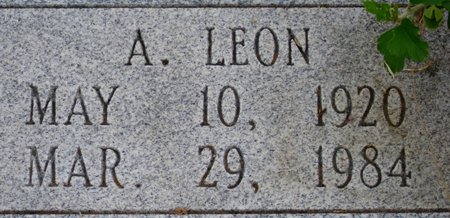 A. LEON
MAY 10, 1920
MAR. 29, 1984